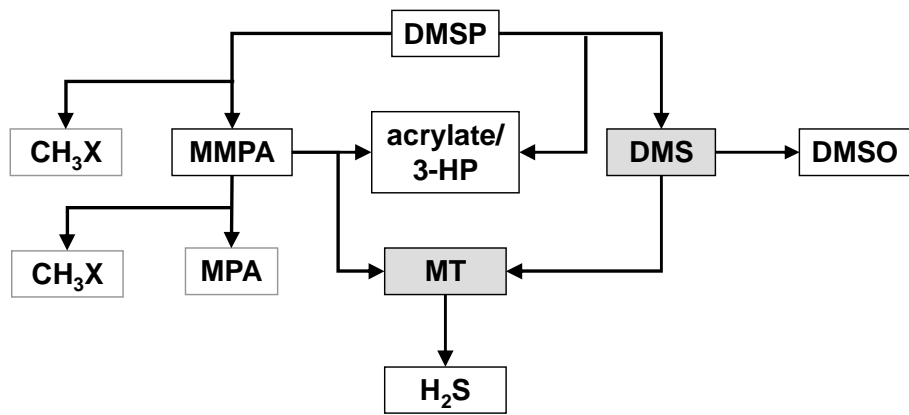 DMSP
CH₃X
MMPA
acrylate/
3-HP
DMS
DMSO
CH₃X
MPA
MT
H₂S